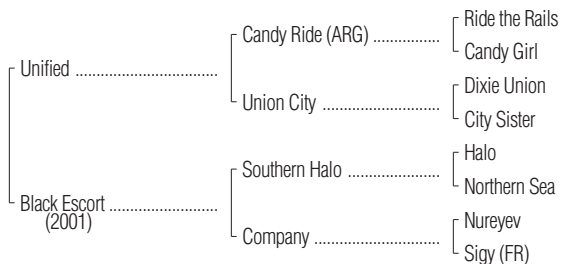 Ride the Rails
Candy Ride (ARG) ..................
Candy Girl
Unified ..................................
Dixie Union
Union City ..............................
City Sister
Halo
Southern Halo ........................
Northern Sea
Black Escort ..........................
(2001)
Nureyev
Company ................................
Sigy (FR)